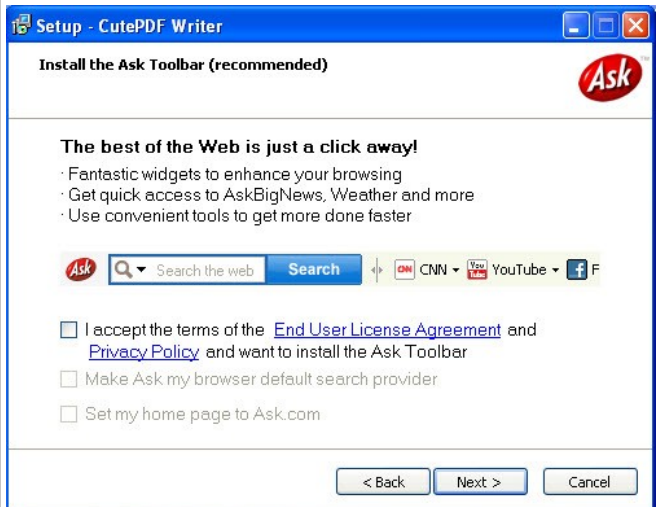 Setup - CutePDF Writer
Install the Ask Toolbar (recommended)
Ask
The best of the Web is just a click away!
· Fantastic widgets to enhance your browsing
· Get quick access to AskBigNews, Weather and more
· Use convenient tools to get more done faster
Ask Search the web Search CNN CNN YouTube YouTube f F
I accept the terms of the End User License Agreement and
Privacy Policy and want to install the Ask Toolbar
Make Ask my browser default search provider
Set my home page to Ask.com
< Back Next > Cancel